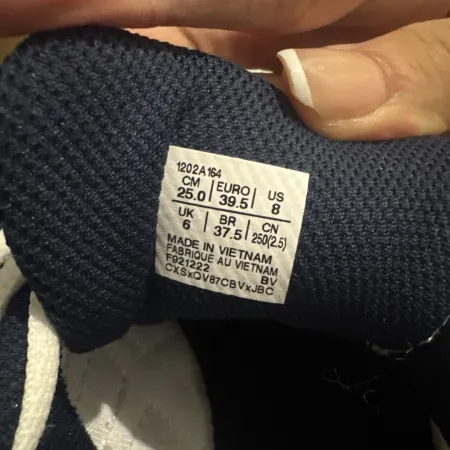 1202A164
CM EURO US
25.0 39.5 8
UK BR CN
6 37.5 250(2.5)
MADE IN VIETNAM
FABRIQUE AU VIETNAM
F921222 BV
CXSxQV87CBVxJBC